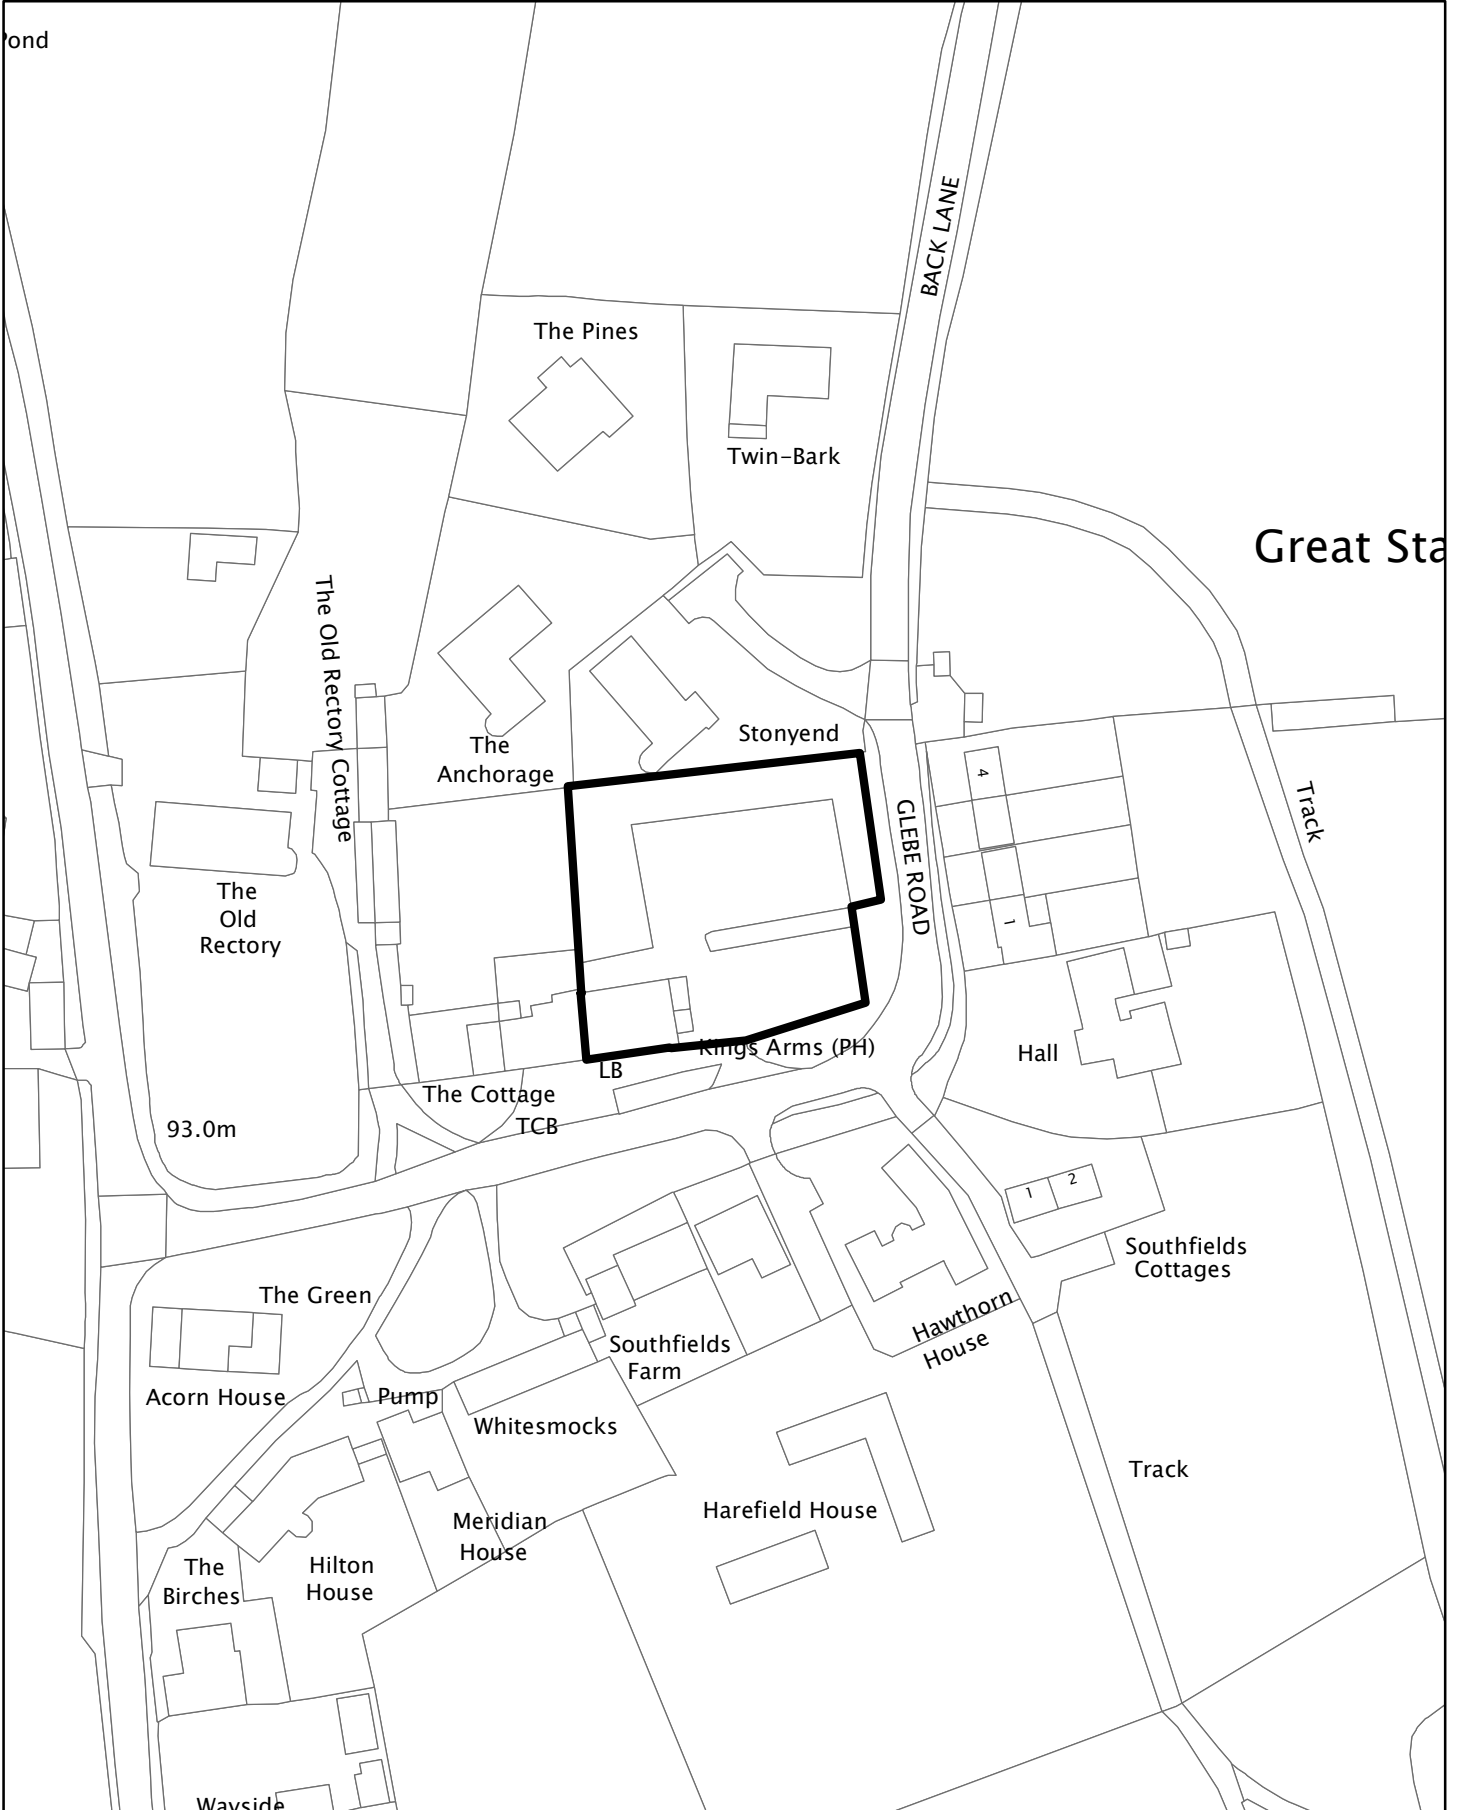 ond
BACK LANE
The Pines
Twin-Bark
Great Sta
The Old Rectory Cottage
Stonyend
The
Anchorage
4
GLEBE ROAD
Track
The
Old
Rectory
1
Kings Arms (PH)
Hall
LB
The Cottage
TCB
93.0m
1
2
Southfields
Cottages
The Green
Hawthorn
House
Southfields
Farm
Acorn House
Pump
Whitesmocks
Track
Harefield House
Meridian
House
The
Birches
Hilton
House
Wayside